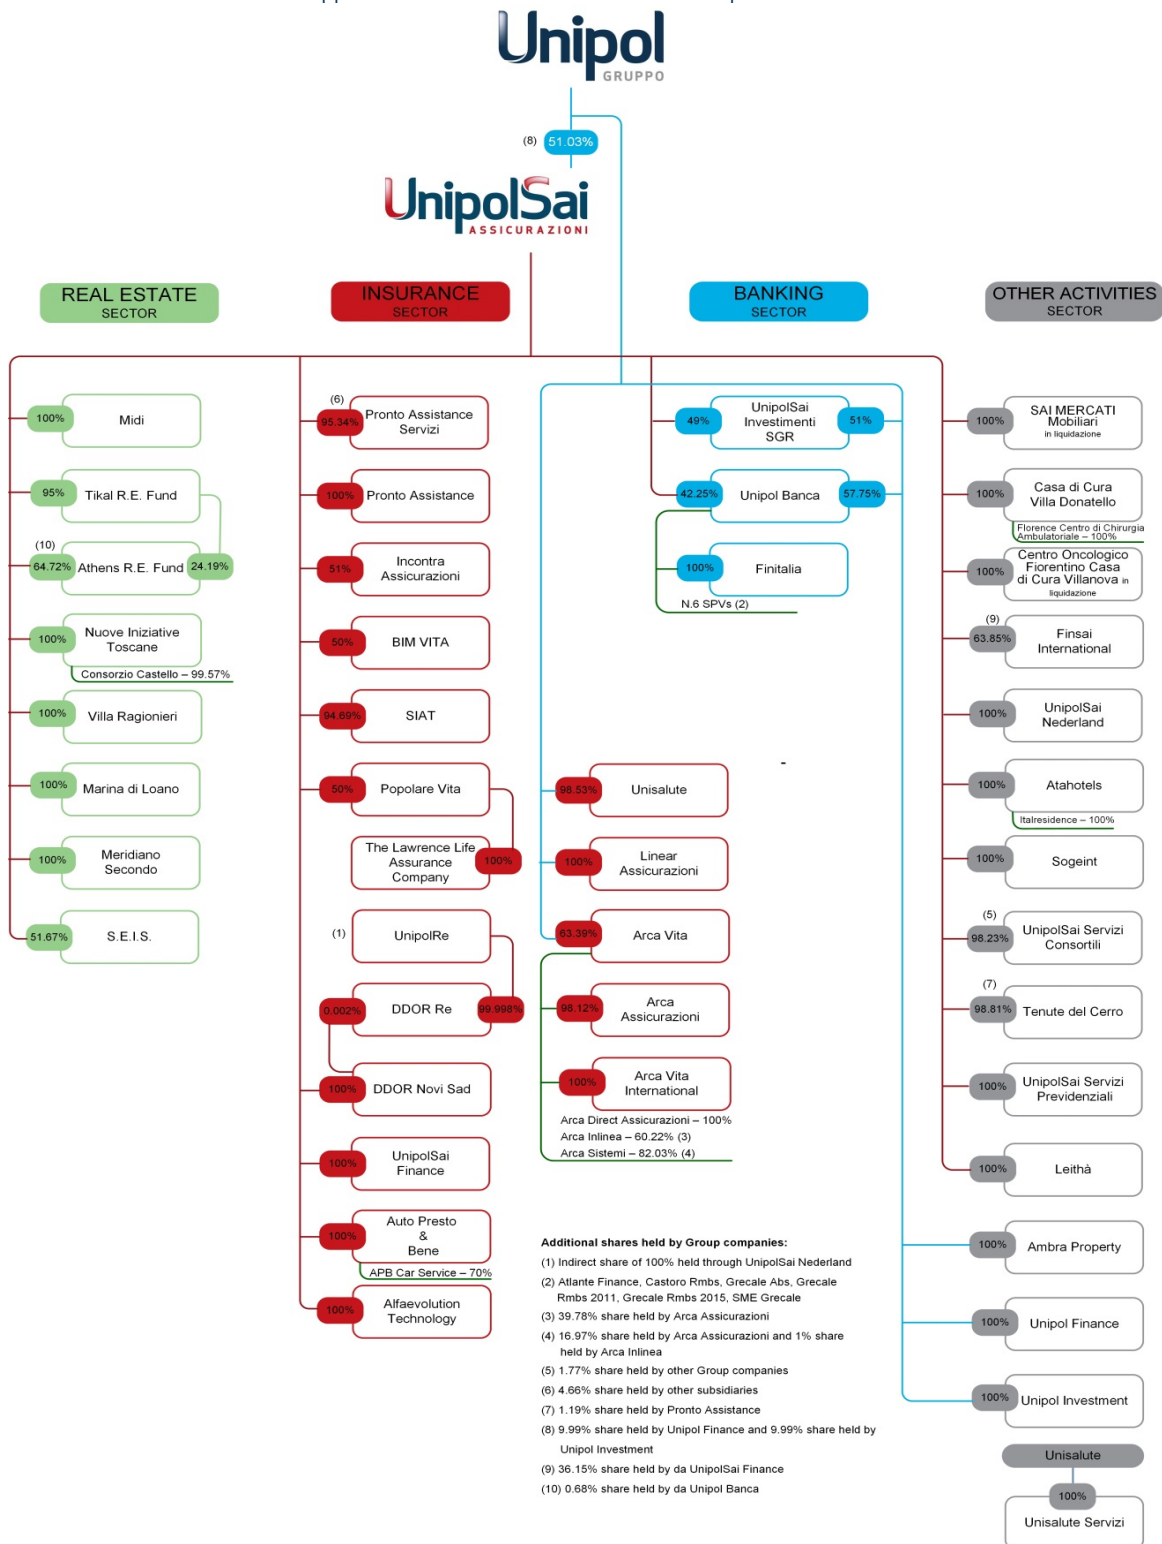 Unipol
GRUPPO
(8) 51.03%
UnipolSai
ASSICURAZIONI
REAL ESTATE
SECTOR
INSURANCE
SECTOR
BANKING
SECTOR
OTHER ACTIVITIES
SECTOR
100% Midi
95% Tikal R.E. Fund
(10)
64.72% Athens R.E. Fund 24.19%
100% Nuove Iniziative
Toscane
Consorzio Castello – 99.57%
100% Villa Ragionieri
100% Marina di Loano
100% Meridiano
Secondo
51.67% S.E.I.S.
(6)
95.34% Pronto Assistance
Servizi
100% Pronto Assistance
51% Incontra
Assicurazioni
50% BIM VITA
94.69% SIAT
50% Popolare Vita
The Lawrence Life
Assurance
Company
100%
(1) UnipolRe
0.002% DDOR Re 99.998%
100% DDOR Novi Sad
100% UnipolSai
Finance
100% Auto Presto
&
Bene
APB Car Service – 70%
100% Alfaevolution
Technology
49% UnipolSai
Investimenti
SGR
51%
42.25% Unipol Banca 57.75%
100% Finitalia
N.6 SPVs (2)
-
98.53% Unisalute
100% Linear
Assicurazioni
63.39% Arca Vita
98.12% Arca
Assicurazioni
100% Arca Vita
International
Arca Direct Assicurazioni – 100%
Arca Inlinea – 60.22% (3)
Arca Sistemi – 82.03% (4)
100% SAI MERCATI
Mobiliari
in liquidazione
100% Casa di Cura
Villa Donatello
Florence Centro di Chirurgia
Ambulatoriale – 100%
100% Centro Oncologico
Fiorentino Casa
di Cura Villanova in
liquidazione
(9)
63.85% Finsai
International
100% UnipolSai
Nederland
100% Atahotels
Italresidence – 100%
100% Sogeint
(5)
98.23% UnipolSai Servizi
Consortili
(7)
98.81% Tenute del Cerro
100% UnipolSai Servizi
Previdenziali
100% Leithà
100% Ambra Property
100% Unipol Finance
100% Unipol Investment
Unisalute
100%
Unisalute Servizi
Additional shares held by Group companies:
(1) Indirect share of 100% held through UnipolSai Nederland
(2) Atlante Finance, Castoro Rmbs, Grecale Abs, Grecale
Rmbs 2011, Grecale Rmbs 2015, SME Grecale
(3) 39.78% share held by Arca Assicurazioni
(4) 16.97% share held by Arca Assicurazioni and 1% share
held by Arca Inlinea
(5) 1.77% share held by other Group companies
(6) 4.66% share held by other subsidiaries
(7) 1.19% share held by Pronto Assistance
(8) 9.99% share held by Unipol Finance and 9.99% share held by
Unipol Investment
(9) 36.15% share held by da UnipolSai Finance
(10) 0.68% share held by da Unipol Banca